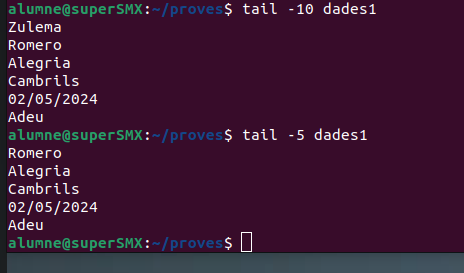 alumne@superSMX:~/proves$ tail -10 dades1
Zulema
Romero
Alegria
Cambrils
02/05/2024
Adeu
alumne@superSMX:~/proves$ tail -5 dades1
Romero
Alegria
Cambrils
02/05/2024
Adeu
alumne@superSMX:~/proves$